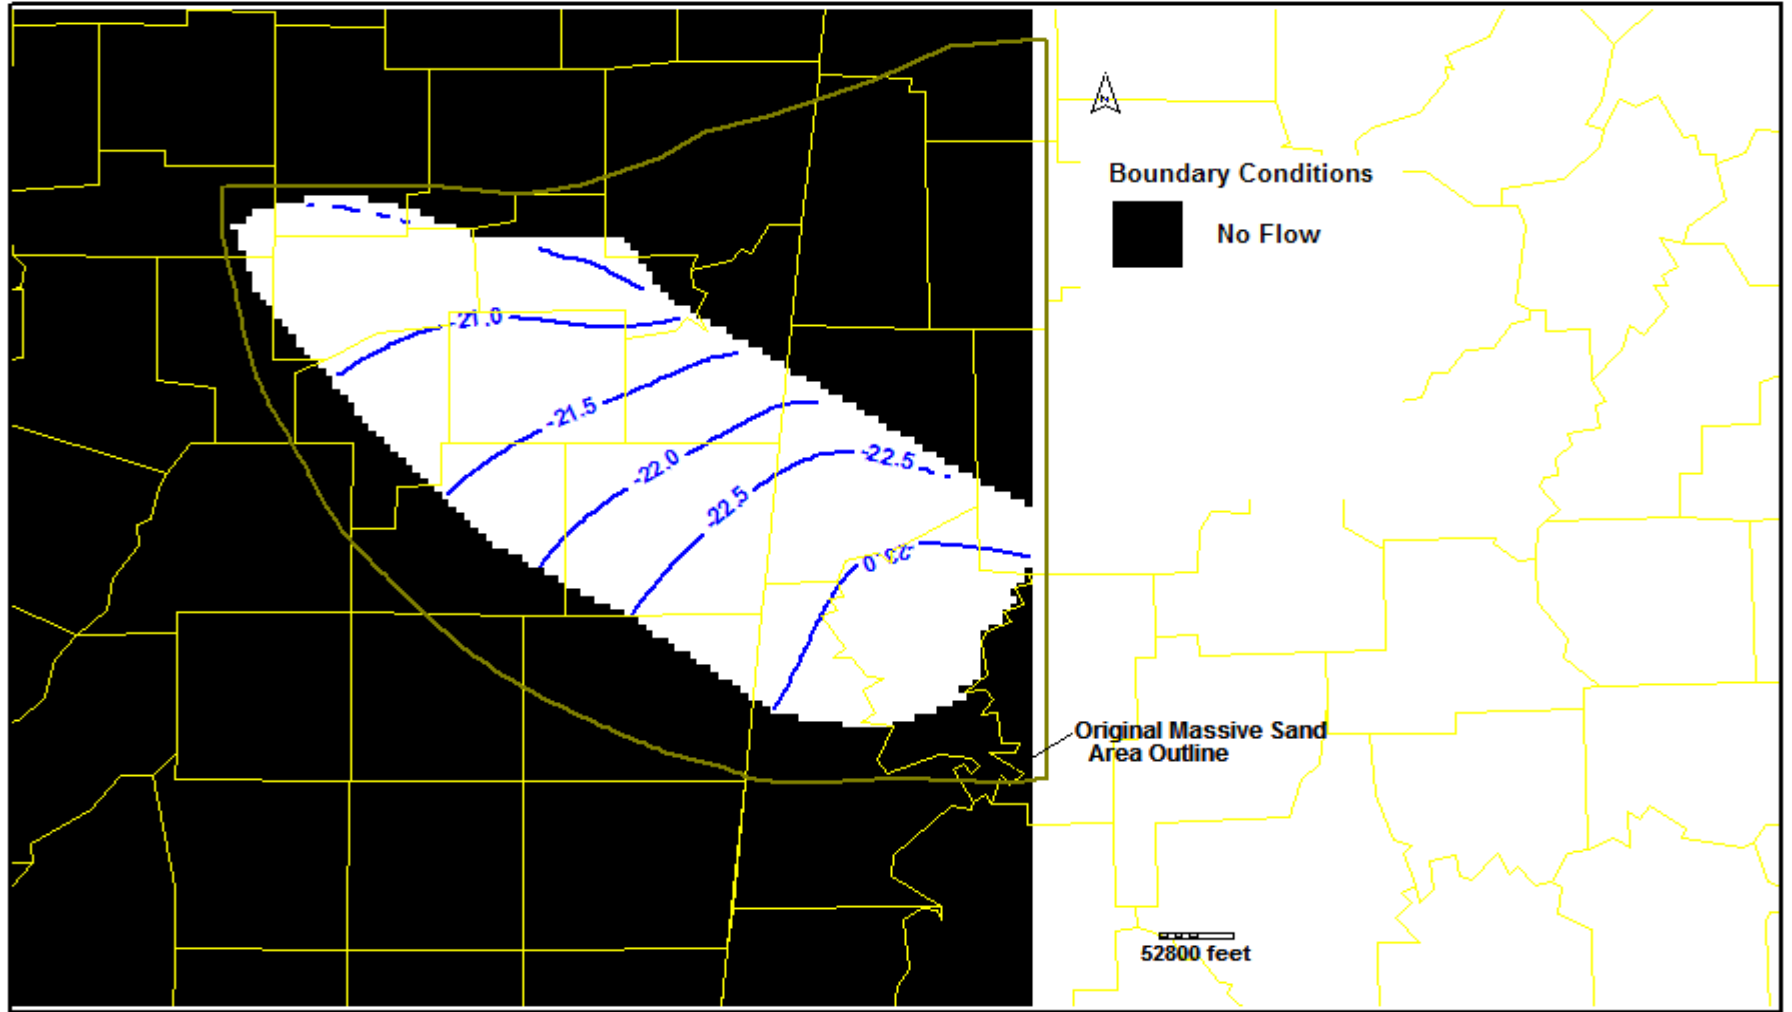 N
Boundary Conditions
No Flow
-21.0
-21.5
-22.0
-22.5
-22.5
-23.0
Original Massive Sand
Area Outline
52800 feet